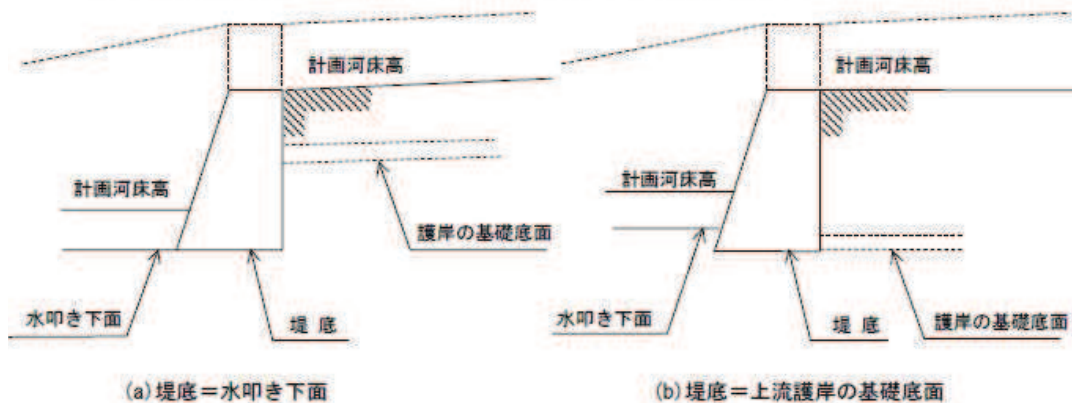 計画河床高
計画河床高
護岸の基礎底面
水叩き下面
堤 底
(a)堤底=水叩き下面
計画河床高
計画河床高
水叩き下面
堤 底
護岸の基礎底面
(b)堤底=上流護岸の基礎底面